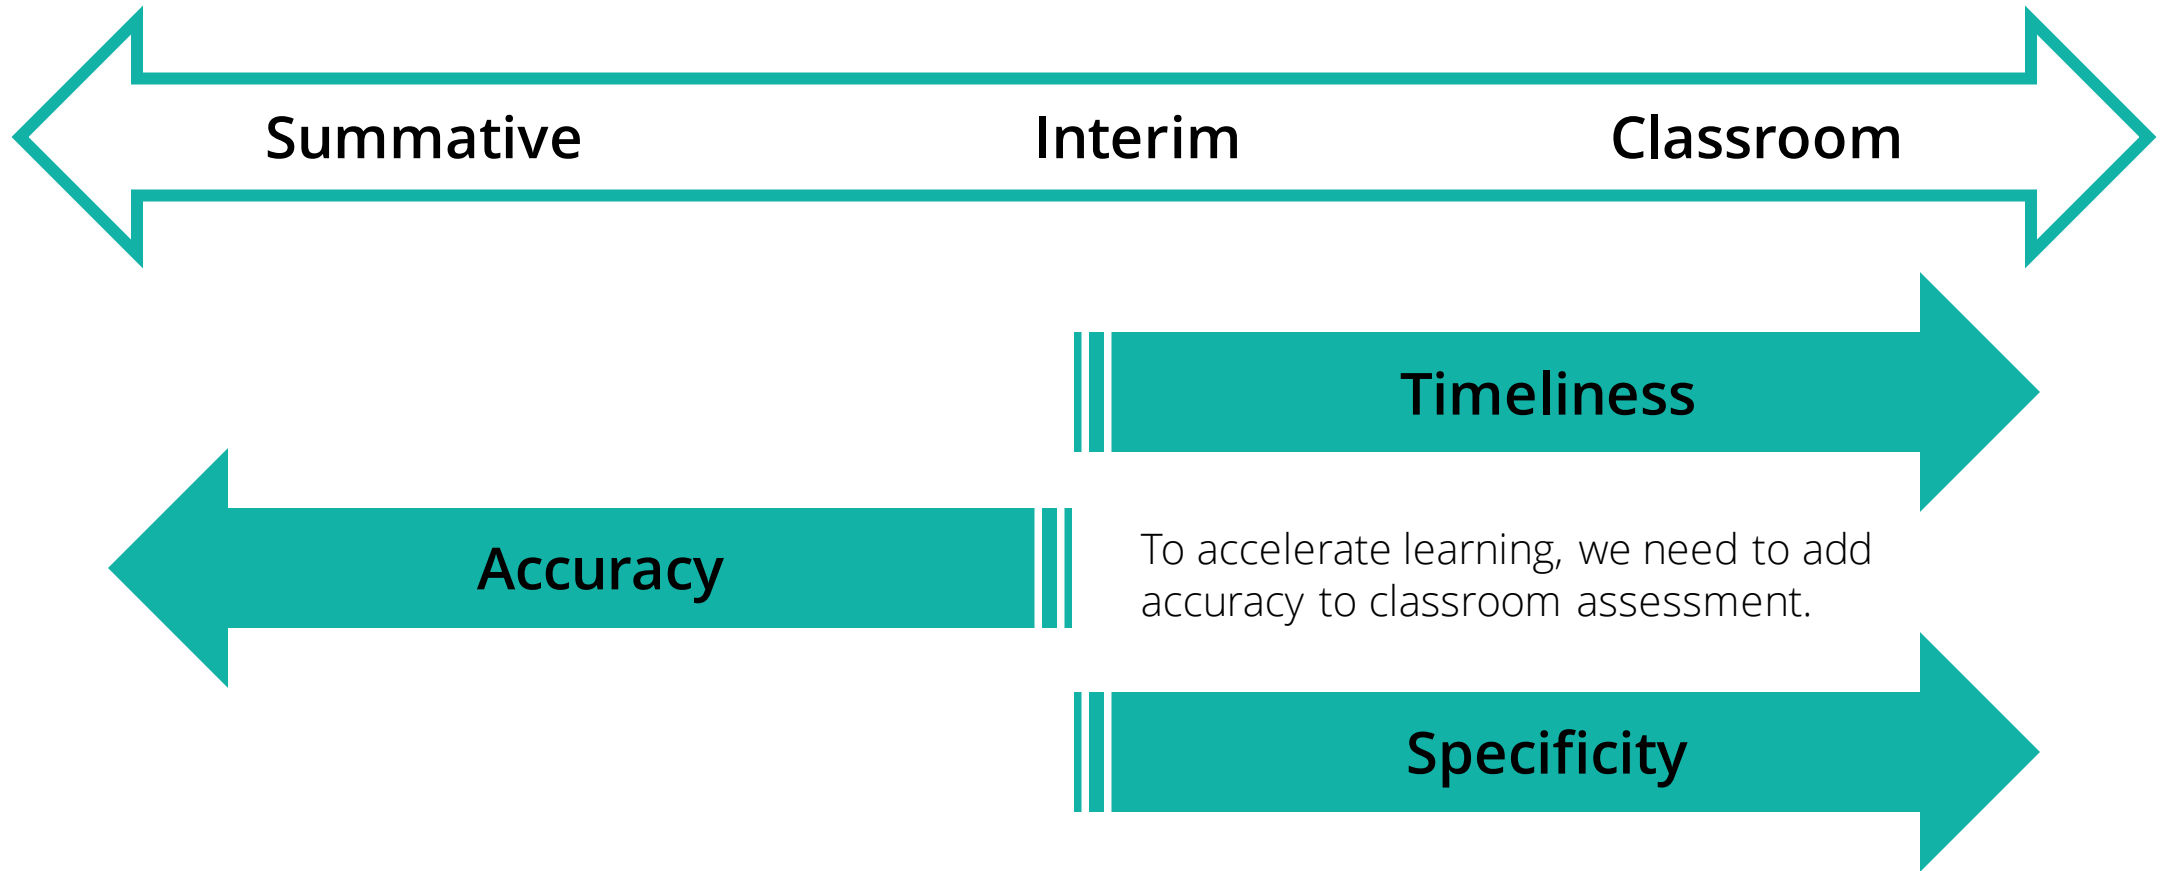 Summative Interim Classroom
Timeliness
Accuracy
To accelerate learning, we need to add
accuracy to classroom assessment.
Specificity